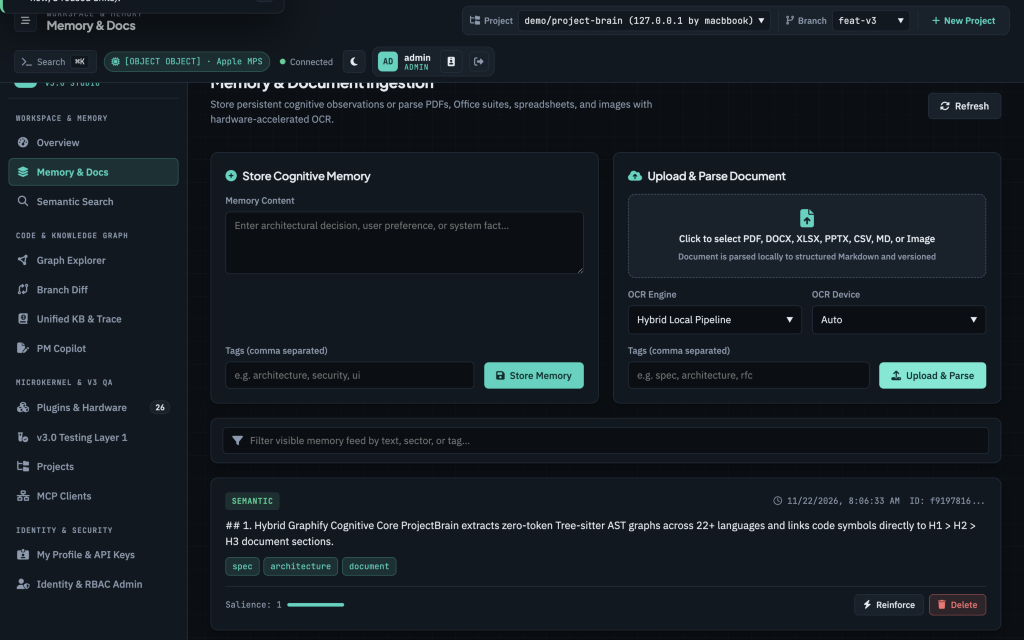 WORKSPACE & MEMORY
Memory & Docs
Project demo/project-brain (127.0.0.1 by macbook)
Branch feat-v3
+ New Project
Search ⌘K
[OBJECT OBJECT] · Apple MPS
Connected
AD admin
ADMIN
V3.0 STUDIO
WORKSPACE & MEMORY
Overview
Memory & Docs
Semantic Search
CODE & KNOWLEDGE GRAPH
Graph Explorer
Branch Diff
Unified KB & Trace
PM Copilot
MICROKERNEL & V3 QA
Plugins & Hardware 26
v3.0 Testing Layer 1
Projects
MCP Clients
IDENTITY & SECURITY
My Profile & API Keys
Identity & RBAC Admin
Memory & Document Ingestion
Store persistent cognitive observations or parse PDFs, Office suites, spreadsheets, and images with
hardware-accelerated OCR.
Refresh
Store Cognitive Memory
Memory Content
Enter architectural decision, user preference, or system fact...
Tags (comma separated)
e.g. architecture, security, ui
Store Memory
Upload & Parse Document
Click to select PDF, DOCX, XLSX, PPTX, CSV, MD, or Image
Document is parsed locally to structured Markdown and versioned
OCR Engine
Hybrid Local Pipeline
OCR Device
Auto
Tags (comma separated)
e.g. spec, architecture, rfc
Upload & Parse
Filter visible memory feed by text, sector, or tag...
SEMANTIC
11/22/2026, 8:06:33 AM ID: f9197816...
## 1. Hybrid Graphify Cognitive Core ProjectBrain extracts zero-token Tree-sitter AST graphs across 22+ languages and links code symbols directly to H1 > H2 >
H3 document sections.
spec architecture document
Salience: 1
Reinforce
Delete